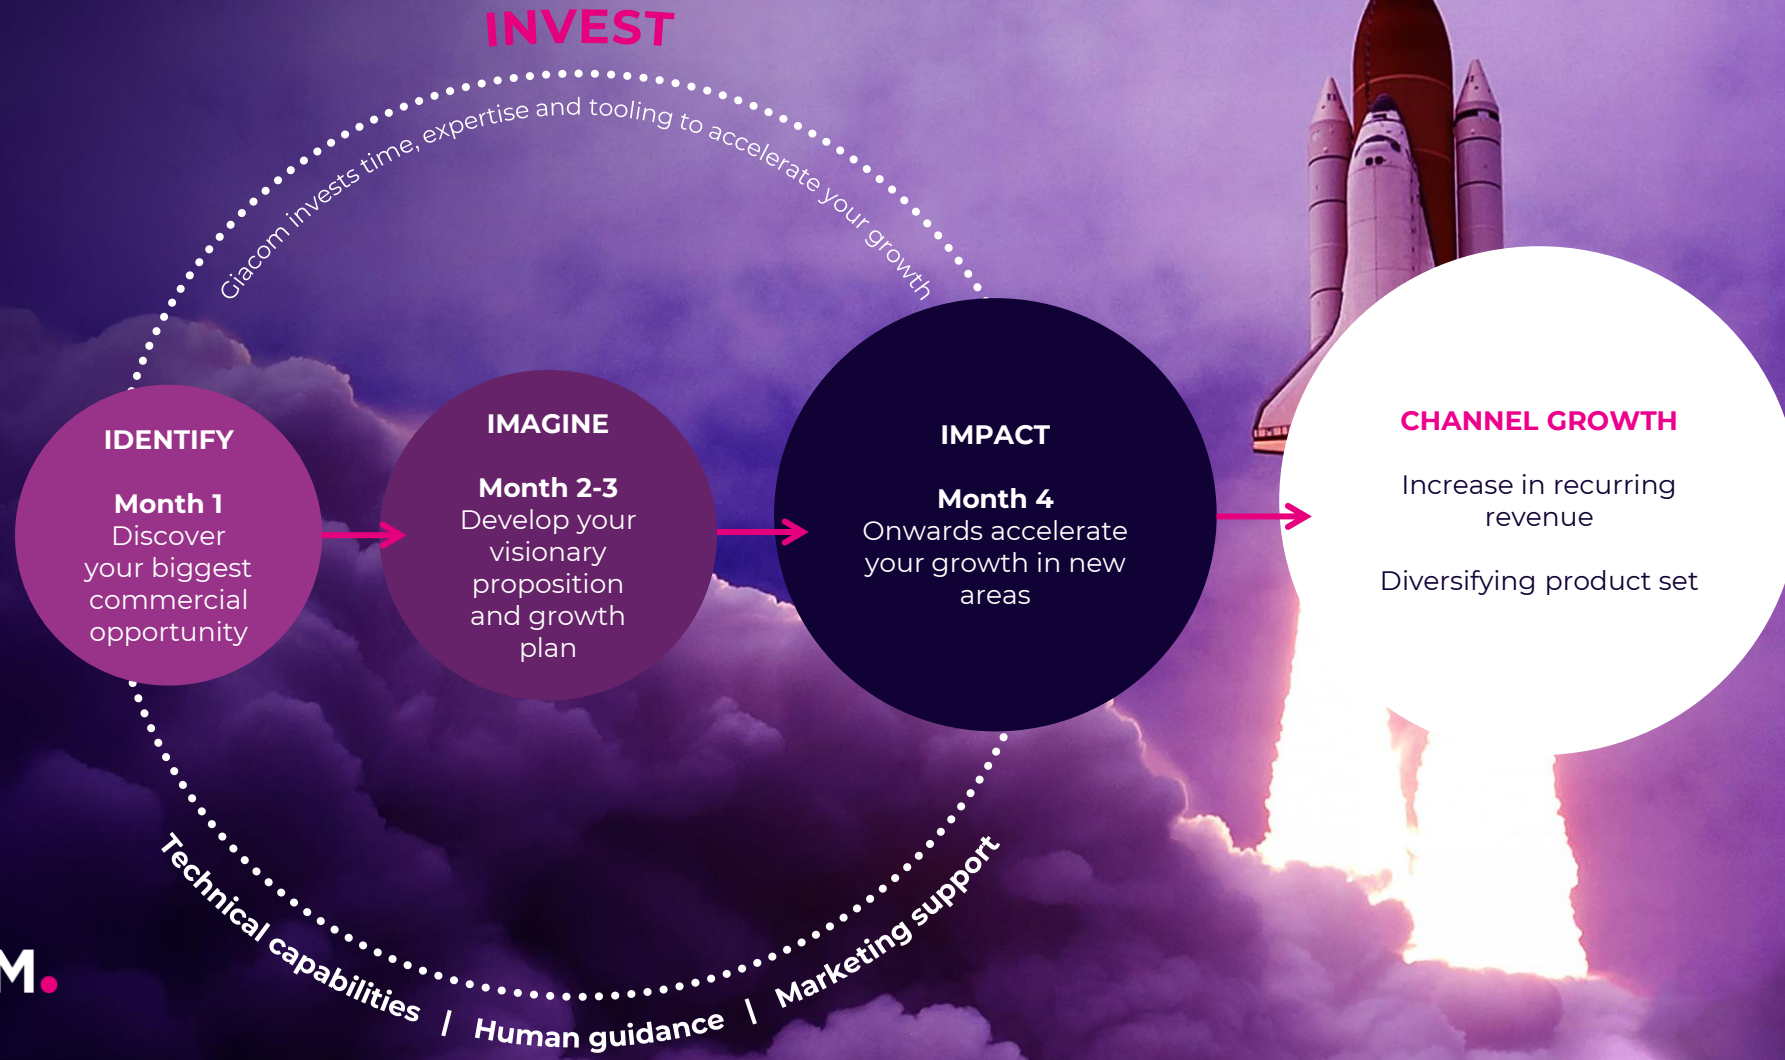 INVEST
Giacom invests time, expertise and tooling to accelerate your growth
IDENTIFY
Month 1
Discover
your biggest
commercial
opportunity
IMAGINE
Month 2-3
Develop your
visionary
proposition
and growth
plan
IMPACT
Month 4
Onwards accelerate
your growth in new
areas
CHANNEL GROWTH
Increase in recurring
revenue
Diversifying product set
Technical capabilities | Human guidance | Marketing support
M.